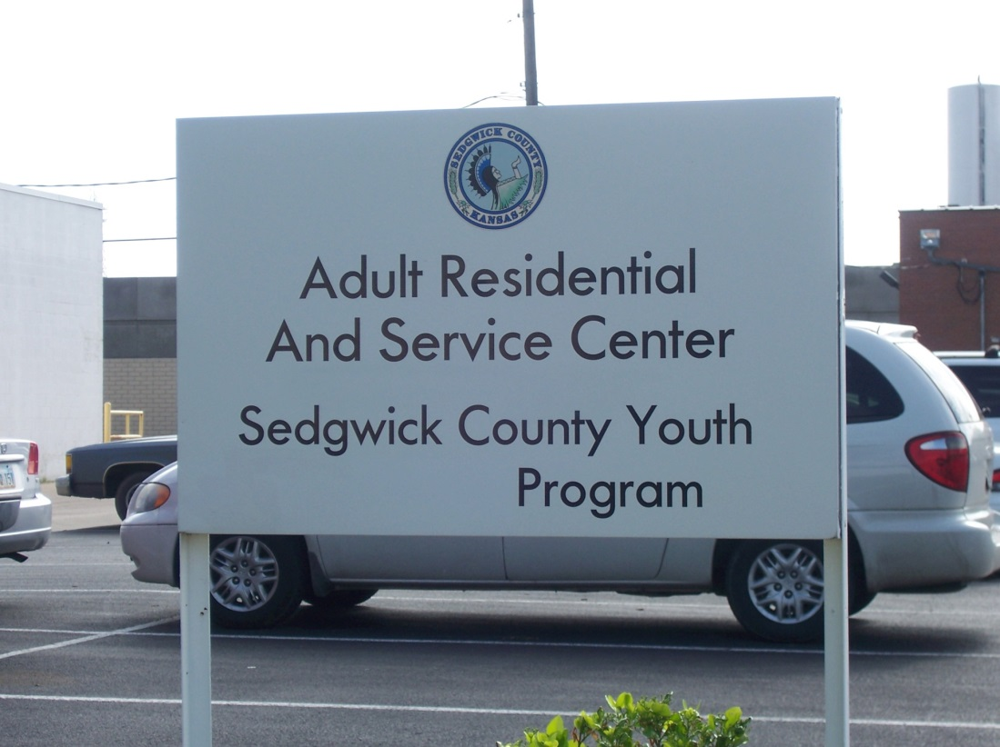 SEDGWICK COUNTY
KANSAS
Adult Residential
And Service Center
Sedgwick County Youth
Program